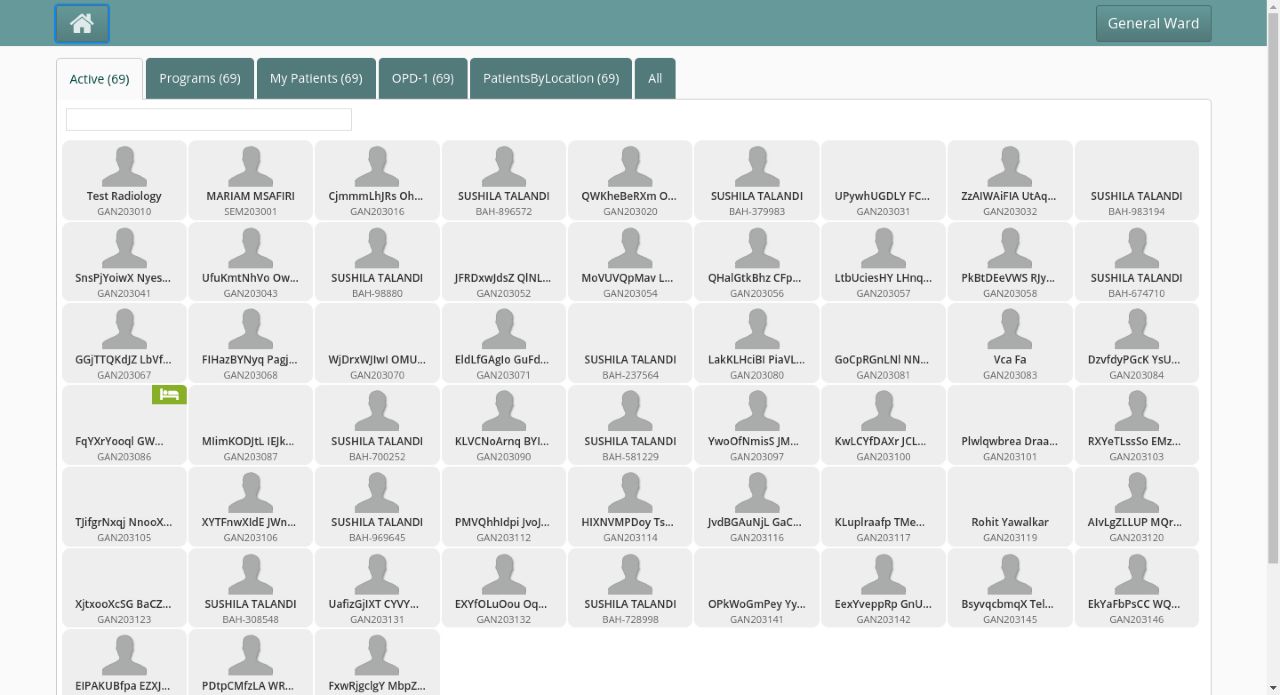 General Ward
Active (69)
Programs (69)
My Patients (69)
OPD-1 (69)
PatientsByLocation (69)
All
Test Radiology
GAN203010
MARIAM MSAFIRI
SEM203001
CjmmmLhJRs Oh...
GAN203016
SUSHILA TALANDI
BAH-896572
QWKheBeRXm O...
GAN203020
SUSHILA TALANDI
BAH-379983
UPywhUGDLY FC...
GAN203031
ZzAIWAiFIA UtAq...
GAN203032
SUSHILA TALANDI
BAH-983194
SnsPjYoiwX Nyes...
GAN203041
UfuKmtNhVo Ow...
GAN203043
SUSHILA TALANDI
BAH-98880
JFRDxwJdsZ QlNL...
GAN203052
MoVUVQpMav L...
GAN203054
QHalGtkBhz CFp...
GAN203056
LtbUciesHY LHnq...
GAN203057
PkBtDEeVWS RJy...
GAN203058
SUSHILA TALANDI
BAH-674710
GGjTTQKdJZ LbVf...
GAN203067
FIHazBYNyq Pagj...
GAN203068
WjDrxWJIwI OMU...
GAN203070
EldLfGAgIo GuFd...
GAN203071
SUSHILA TALANDI
BAH-237564
LakKLHciBI PiaVL...
GAN203080
GoCpRGnLNl NN...
GAN203081
Vca Fa
GAN203083
DzvfdyPGcK YsU...
GAN203084
FqYXrYooql GW...
GAN203086
MIimKODJtL IEJk...
GAN203087
SUSHILA TALANDI
BAH-700252
KLVCNoArnq BYI...
GAN203090
SUSHILA TALANDI
BAH-581229
YwoOfNmisS JM...
GAN203097
KwLCYfDAXr JCL...
GAN203100
Plwlqwbrea Draa...
GAN203101
RXYeTLssSo EMz...
GAN203103
TJifgrNxqj NnooX...
GAN203105
XYTFnwXIdE JWn...
GAN203106
SUSHILA TALANDI
BAH-969645
PMVQhhIdpi JvoJ...
GAN203112
HIXNVMPDoy Ts...
GAN203114
JvdBGAuNjL GaC...
GAN203116
KLuplraafp TMe...
GAN203117
Rohit Yawalkar
GAN203119
AIvLgZLLUP MQr...
GAN203120
XjtxooXcSG BaCZ...
GAN203123
SUSHILA TALANDI
BAH-308548
UafizGjIXT CYVY...
GAN203131
EXYfOLuOou Oq...
GAN203132
SUSHILA TALANDI
BAH-728998
OPkWoGmPey Yy...
GAN203141
EexYveppRp GnU...
GAN203142
BsyvqcbmqX Tel...
GAN203145
EkYaFbPsCC WQ...
GAN203146
EIPAKUBfpa EZXJ...
PDtpCMfzLA WR...
FxwRjgclgY MbpZ...